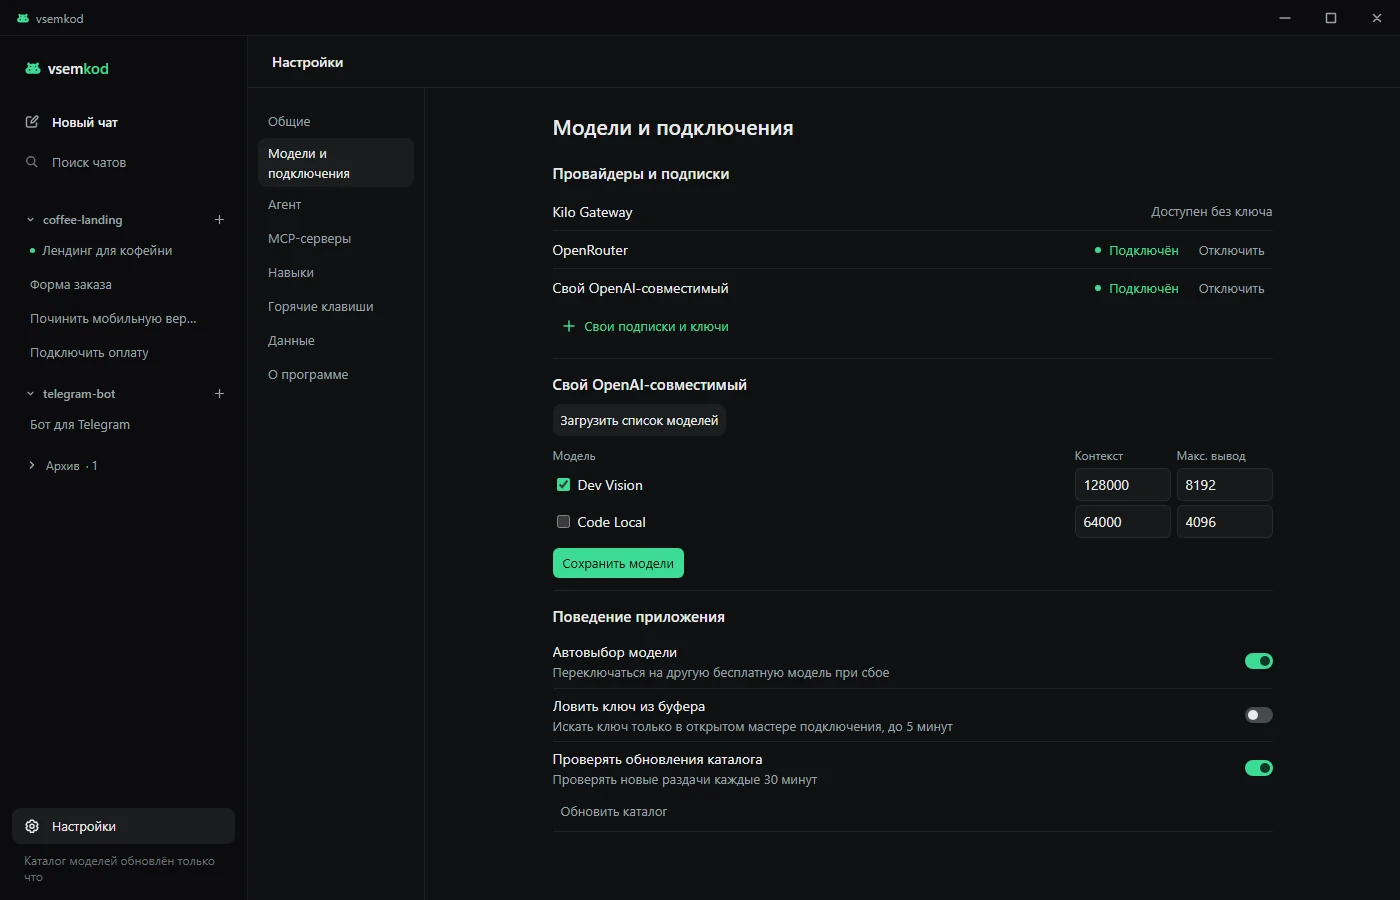 vsemkod
vsemkod
Новый чат
Поиск чатов
coffee-landing
Лендинг для кофейни
Форма заказа
Починить мобильную вер...
Подключить оплату
telegram-bot
Бот для Telegram
Архив · 1
Настройки
Каталог моделей обновлён только
что
Настройки
Общие
Модели и
подключения
Агент
MCP-серверы
Навыки
Горячие клавиши
Данные
О программе
Модели и подключения
Провайдеры и подписки
Kilo Gateway Доступен без ключа
OpenRouter Подключён Отключить
Свой OpenAI-совместимый Подключён Отключить
Свои подписки и ключи
Свой OpenAI-совместимый
Загрузить список моделей
Модель Контекст Макс. вывод
Dev Vision 128000 8192
Code Local 64000 4096
Сохранить модели
Поведение приложения
Автовыбор модели
Переключаться на другую бесплатную модель при сбое
Ловить ключ из буфера
Искать ключ только в открытом мастере подключения, до 5 минут
Проверять обновления каталога
Проверять новые раздачи каждые 30 минут
Обновить каталог